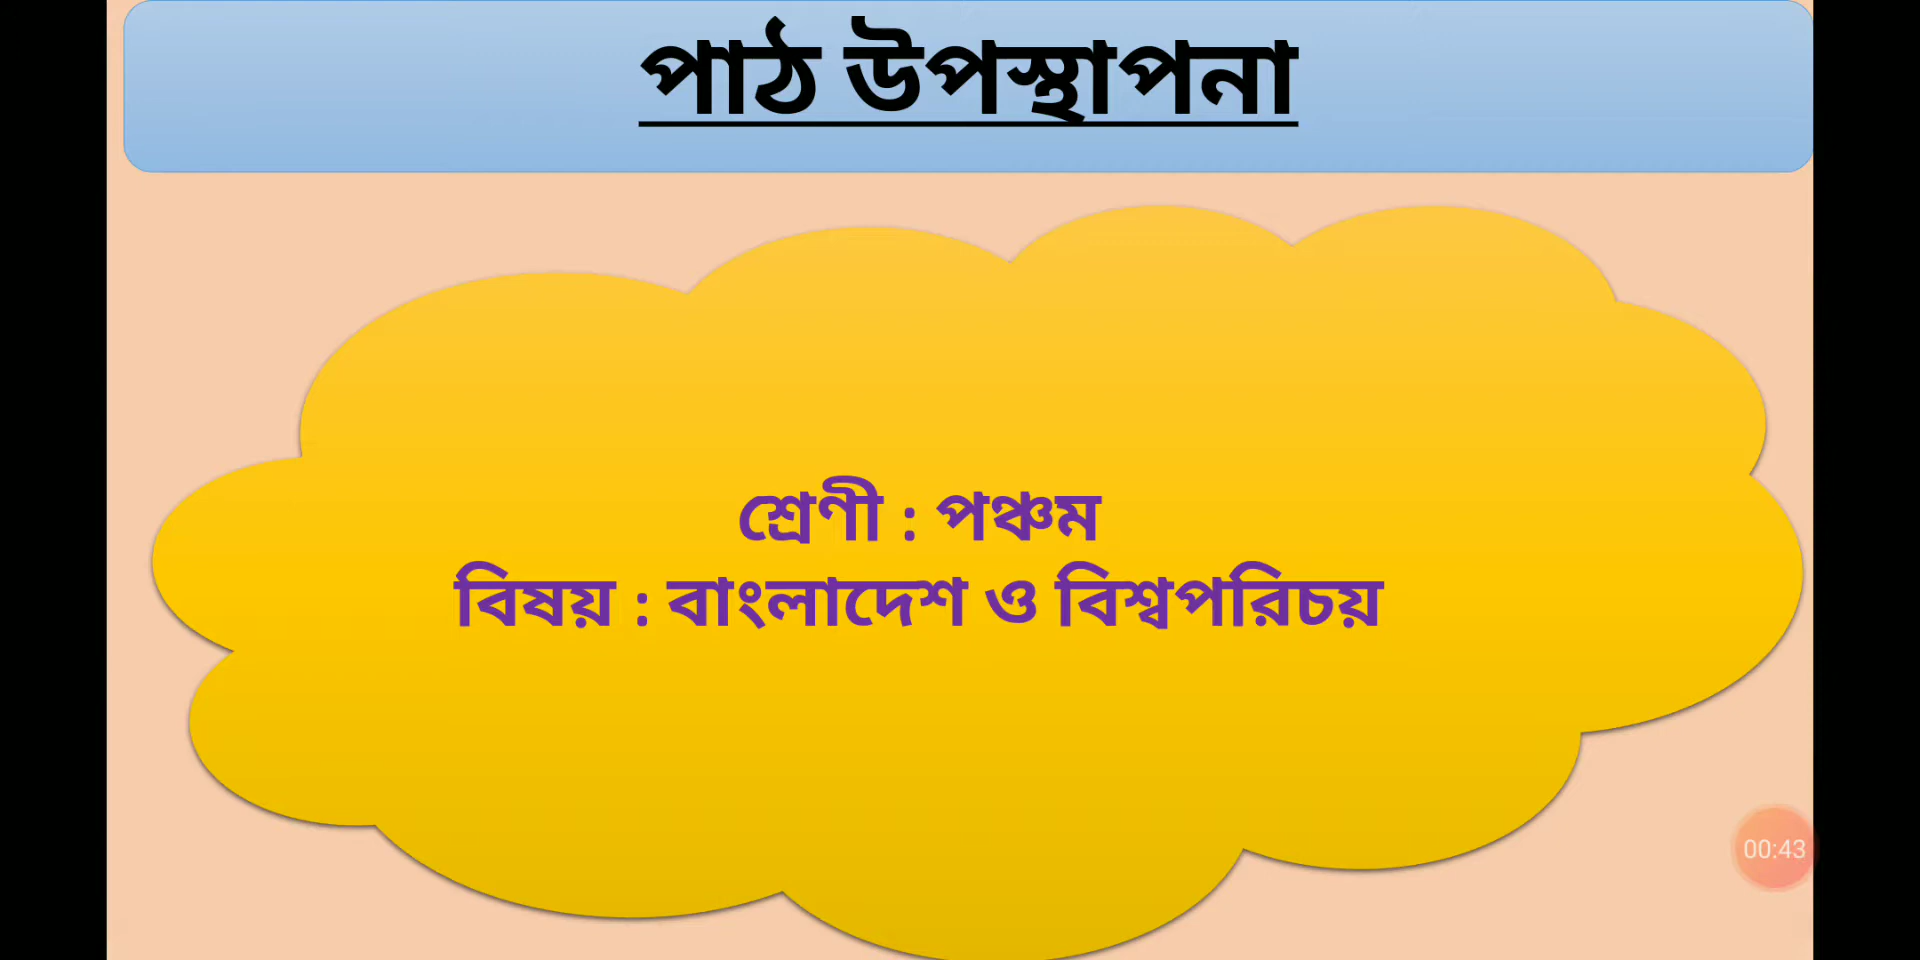 পাঠ উপস্থাপনা
শ্রেণী : পঞ্চম
বিষয় : বাংলাদেশ ও বিশ্বপরিচয়
00:43